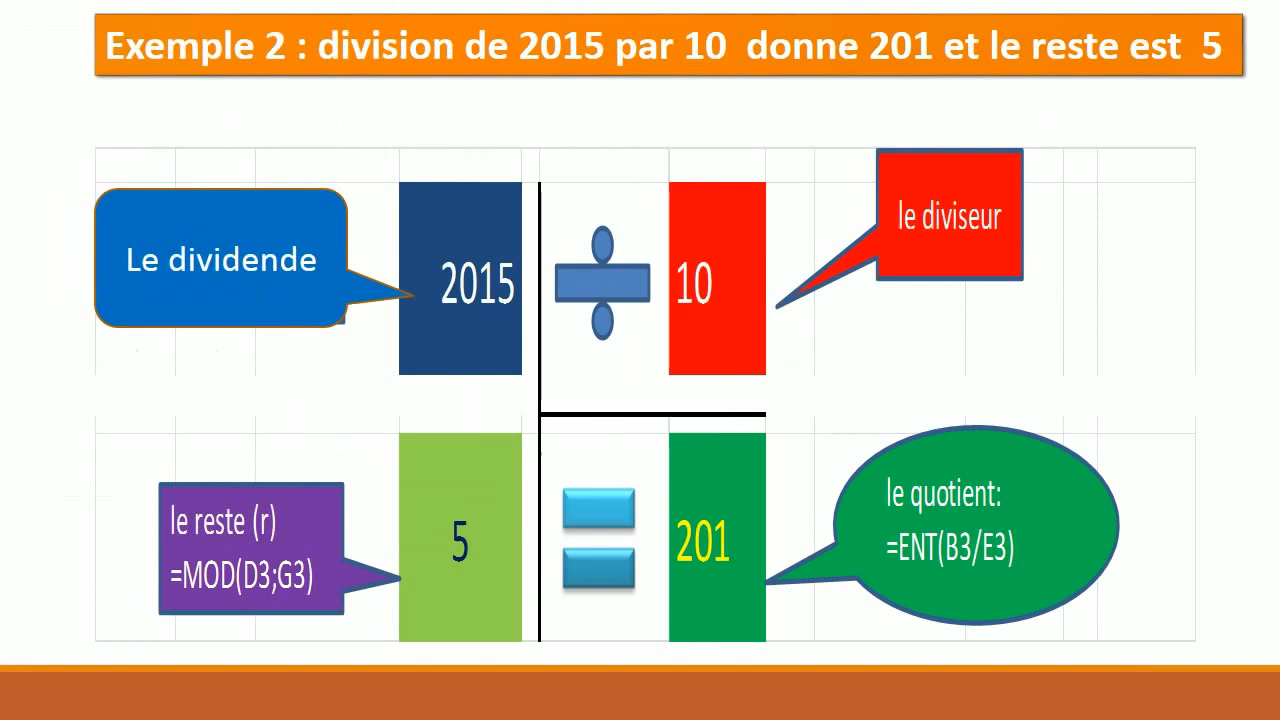 Exemple 2 : division de 2015 par 10 donne 201 et le reste est 5
Le dividende
2015
10
le diviseur
le reste (r)
=MOD(D3;G3)
5
201
le quotient:
=ENT(B3/E3)